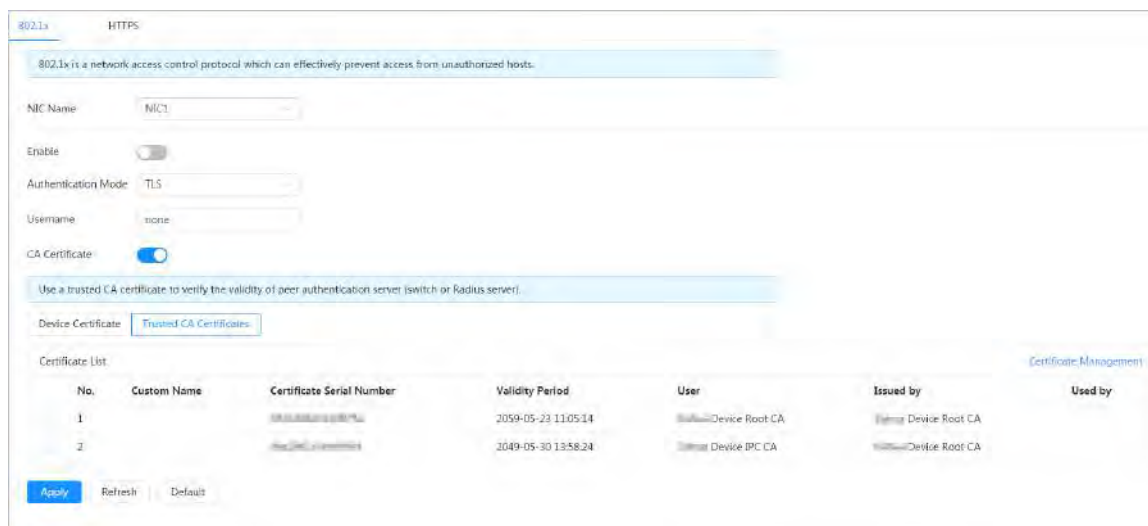 802.1x HTTPS
802.1x is a network access control protocol which can effectively prevent access from unauthorized hosts.
NIC Name NIC1
Enable
Authentication Mode TLS
Username none
CA Certificate
Use a trusted CA certificate to verify the validity of peer authentication server (switch or Radius server).
Device Certificate Trusted CA Certificates
Certificate List Certificate Management
No. Custom Name Certificate Serial Number Validity Period User Issued by Used by
1 2059-05-23 11:05:14 Device Root CA Device Root CA
2 2049-05-30 13:58:24 Device IPC CA Device Root CA
Apply Refresh Default